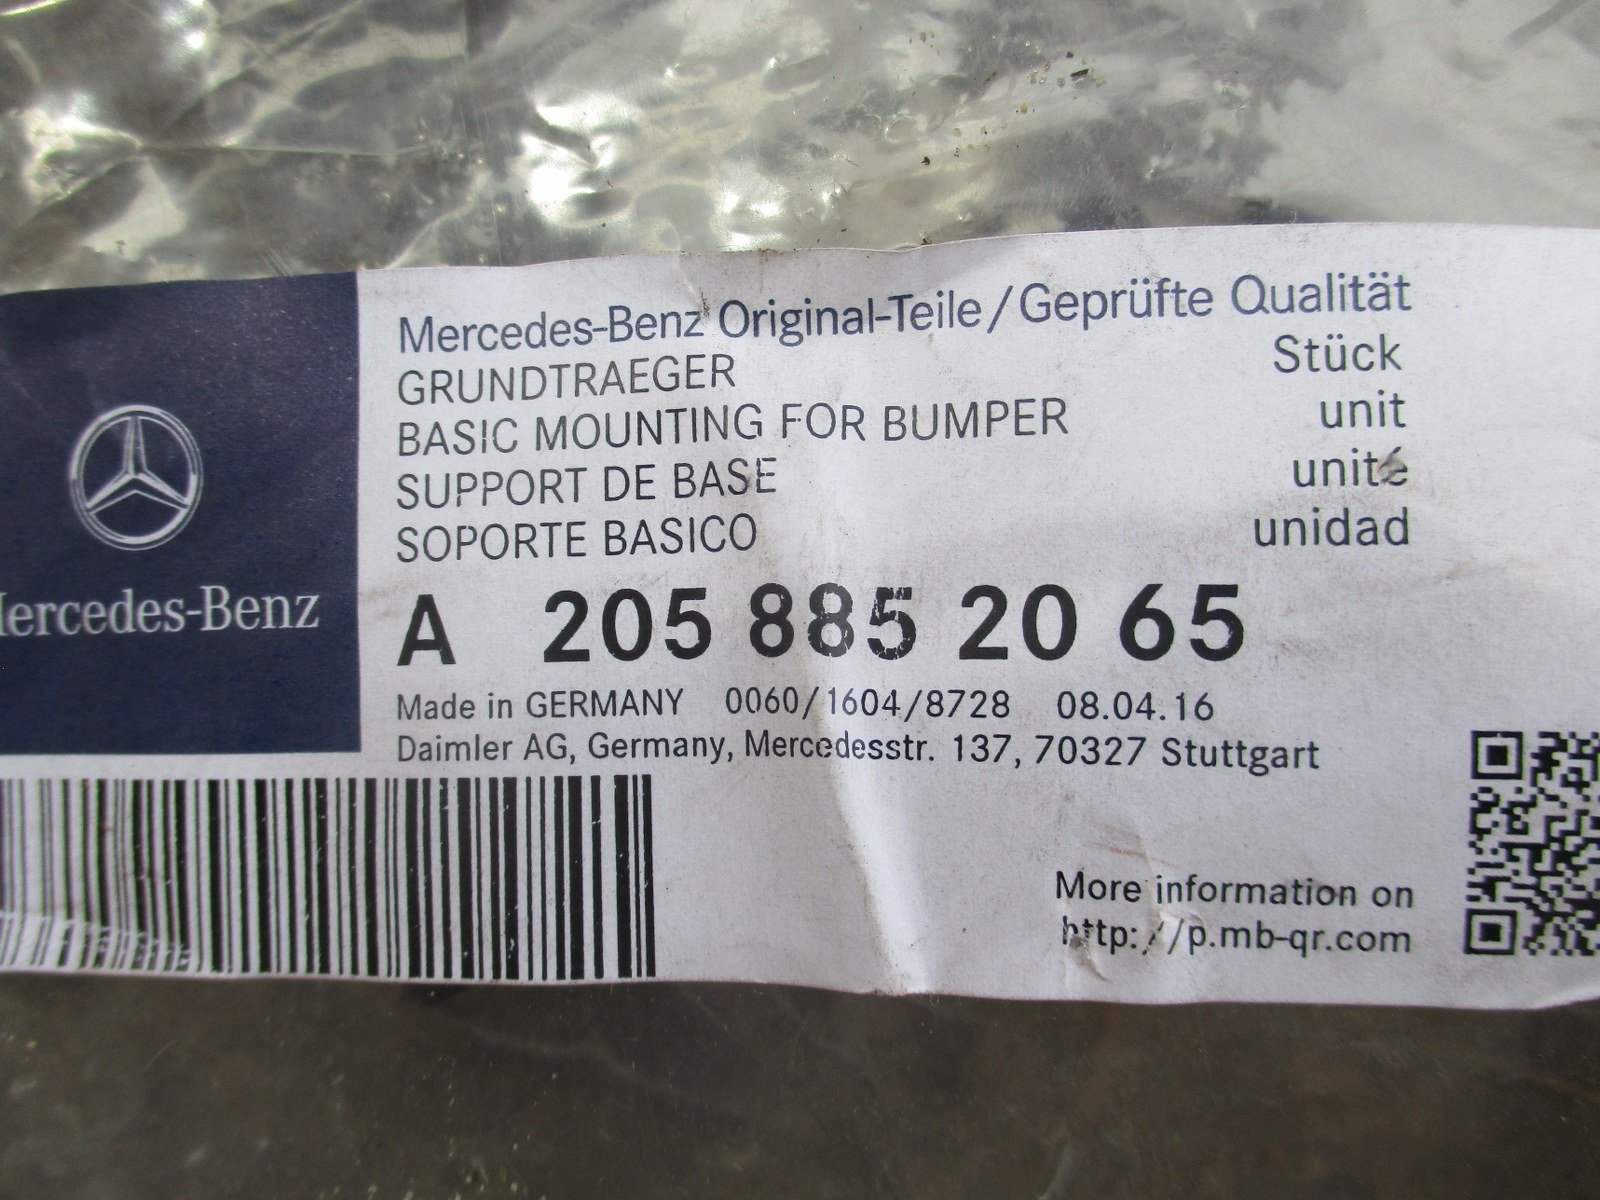 Mercedes-Benz Original-Teile/Geprüfte Qualität
GRUNDTRAEGER Stück
BASIC MOUNTING FOR BUMPER unit
SUPPORT DE BASE unité
SOPORTE BASICO unidad
Mercedes-Benz
A 205 885 20 65
Made in GERMANY 0060/1604/8728 08.04.16
Daimler AG, Germany, Mercedesstr. 137, 70327 Stuttgart
More information on
http://p.mb-qr.com